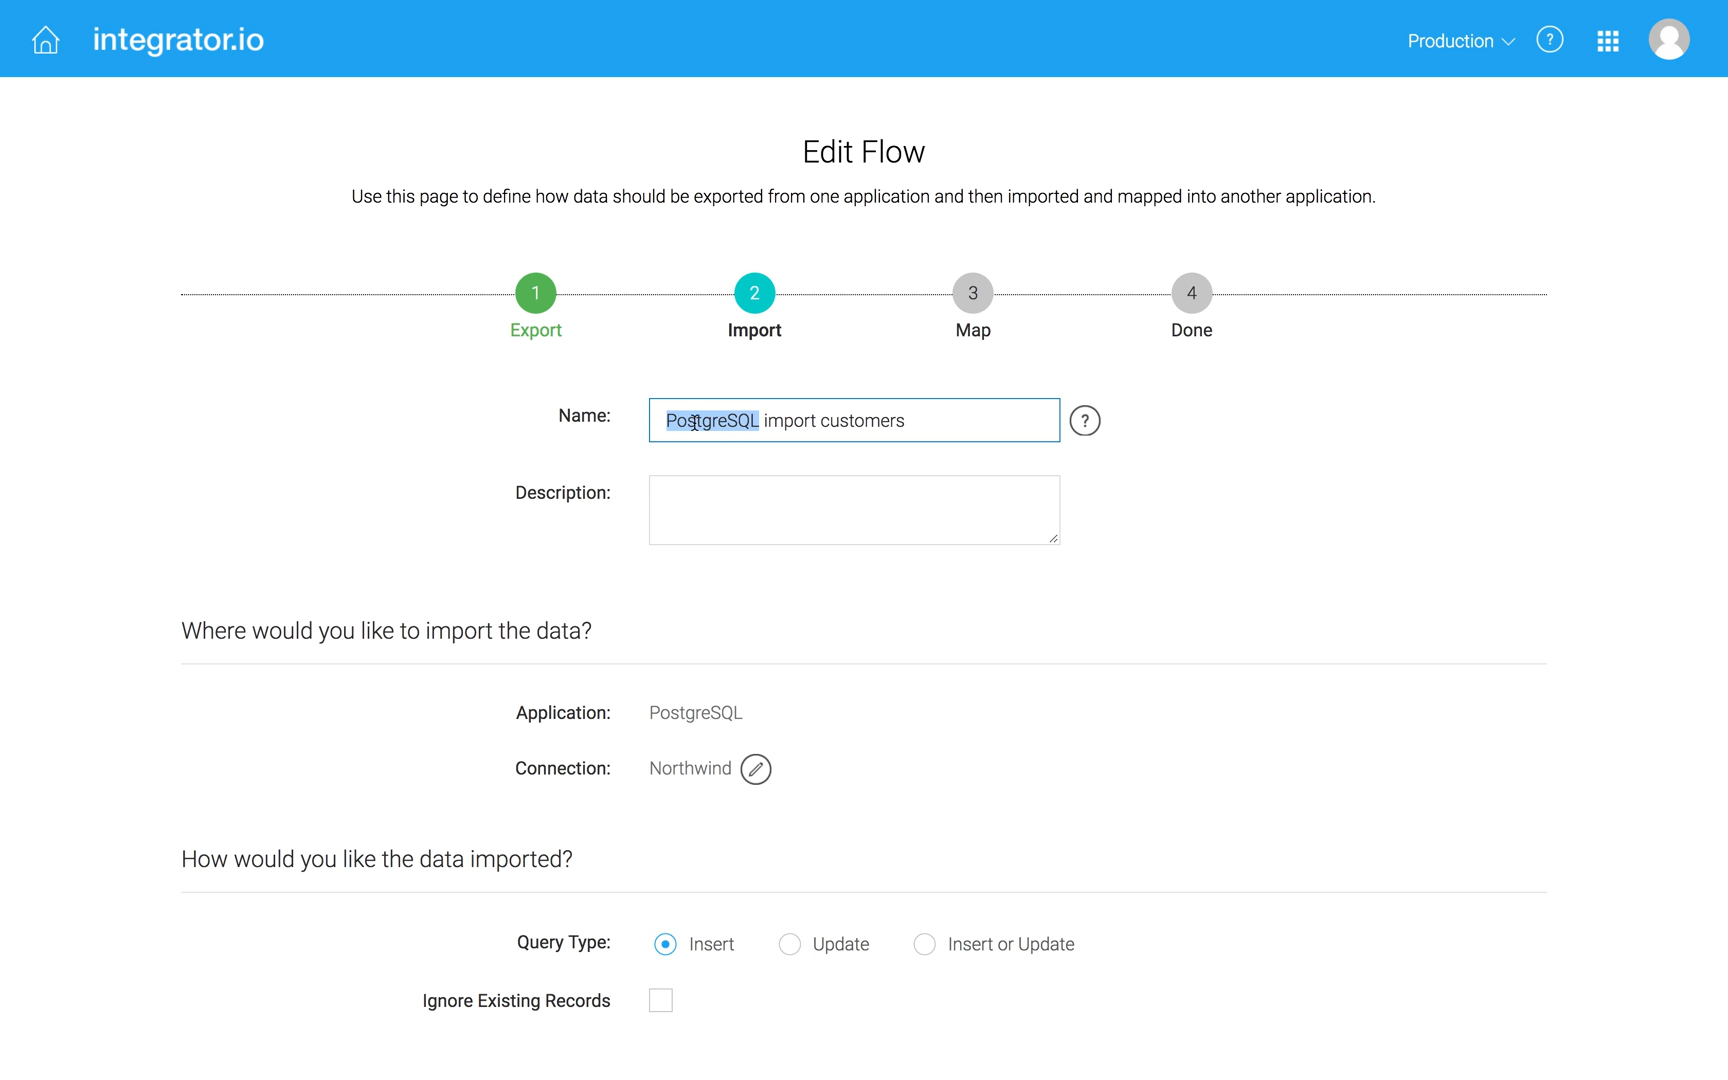 integrator.io
Production
?
Edit Flow
Use this page to define how data should be exported from one application and then imported and mapped into another application.
1 2 3 4
Export Import Map Done
Name: PostgreSQL import customers ?
Description:
Where would you like to import the data?
Application: PostgreSQL
Connection: Northwind
How would you like the data imported?
Query Type: Insert Update Insert or Update
Ignore Existing Records